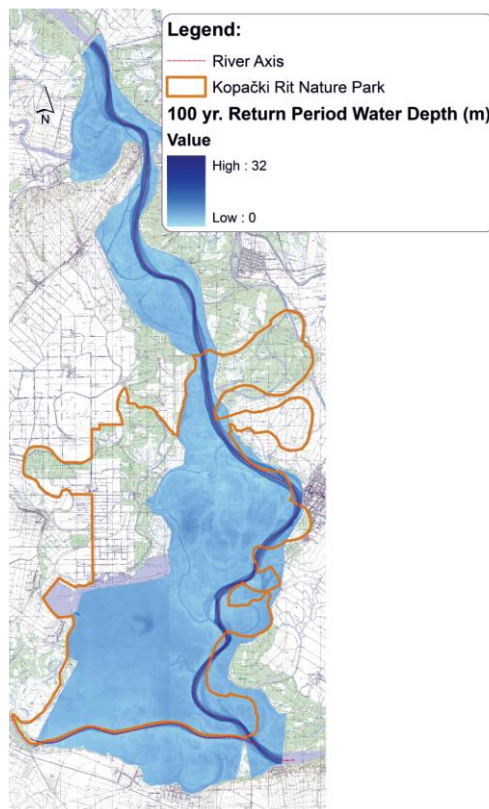 Legend:
River Axis
Kopački Rit Nature Park
100 yr. Return Period Water Depth (m)
Value
High : 32
Low : 0
N